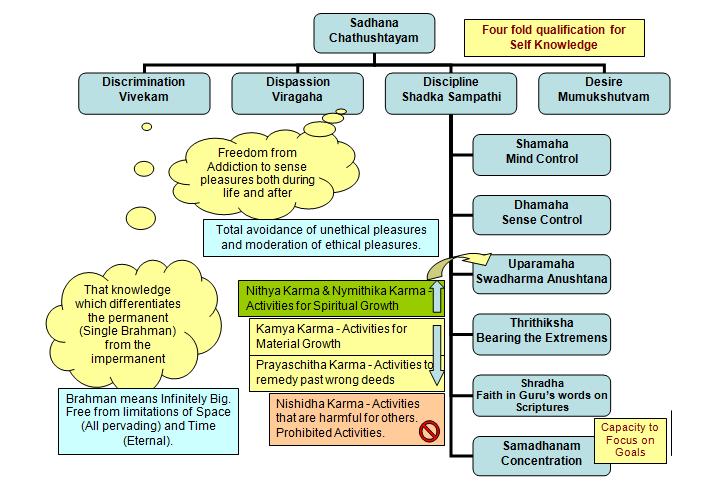 Sadhana
Chathushtayam
Four fold qualification for
Self Knowledge
Discrimination
Vivekam
Dispassion
Viragaha
Discipline
Shadka Sampathi
Desire
Mumukshutvam
Freedom from
Addiction to sense
pleasures both during
life and after
Total avoidance of unethical pleasures
and moderation of ethical pleasures.
That knowledge
which differentiates
the permanent
(Single Brahman)
from the
impermanent
Brahman means Infinitely Big.
Free from limitations of Space
(All pervading) and Time
(Eternal).
Nithya Karma & Nymithika Karma -
Activities for Spiritual Growth
Kamya Karma - Activities for
Material Growth
Prayaschitha Karma - Activities to
remedy past wrong deeds
Nishidha Karma - Activities
that are harmful for others.
Prohibited Activities.
Shamaha
Mind Control
Dhamaha
Sense Control
Uparamaha
Swadharma Anushtana
Thrithiksha
Bearing the Extremens
Shradha
Faith in Guru's words on
Scriptures
Samadhanam
Concentration
Capacity to
Focus on
Goals